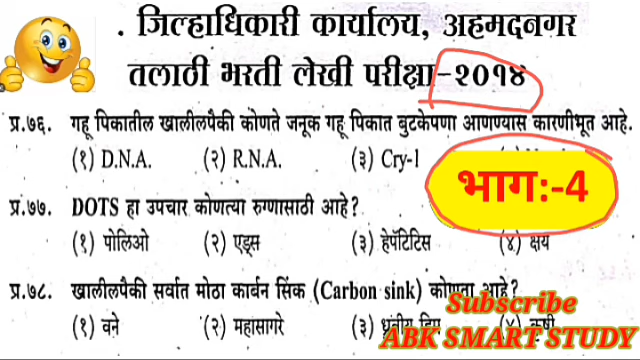 . जिल्हाधिकारी कार्यालय, अहमदनगर
तलाठी भरती लेखी परीक्षा-२०१४
प्र.७६. गहू पिकातील खालीलपैकी कोणते जनूक गहू पिकात बुटकेपणा आणण्यास कारणीभूत आहे.
(१) D.N.A. (२) R.N.A. (३) Cry-1
भाग:-4
प्र.७७. DOTS हा उपचार कोणत्या रुग्णासाठी आहे?
(१) पोलिओ (२) एड्स (३) हेपॅटिटिस (४) क्षय
प्र.७८. खालीलपैकी सर्वात मोठा कार्बन सिंक (Carbon sink) कोणता आहे?
Subscribe
(१) वने (२) महासागरे (३) (४)
ABK SMART STUDY